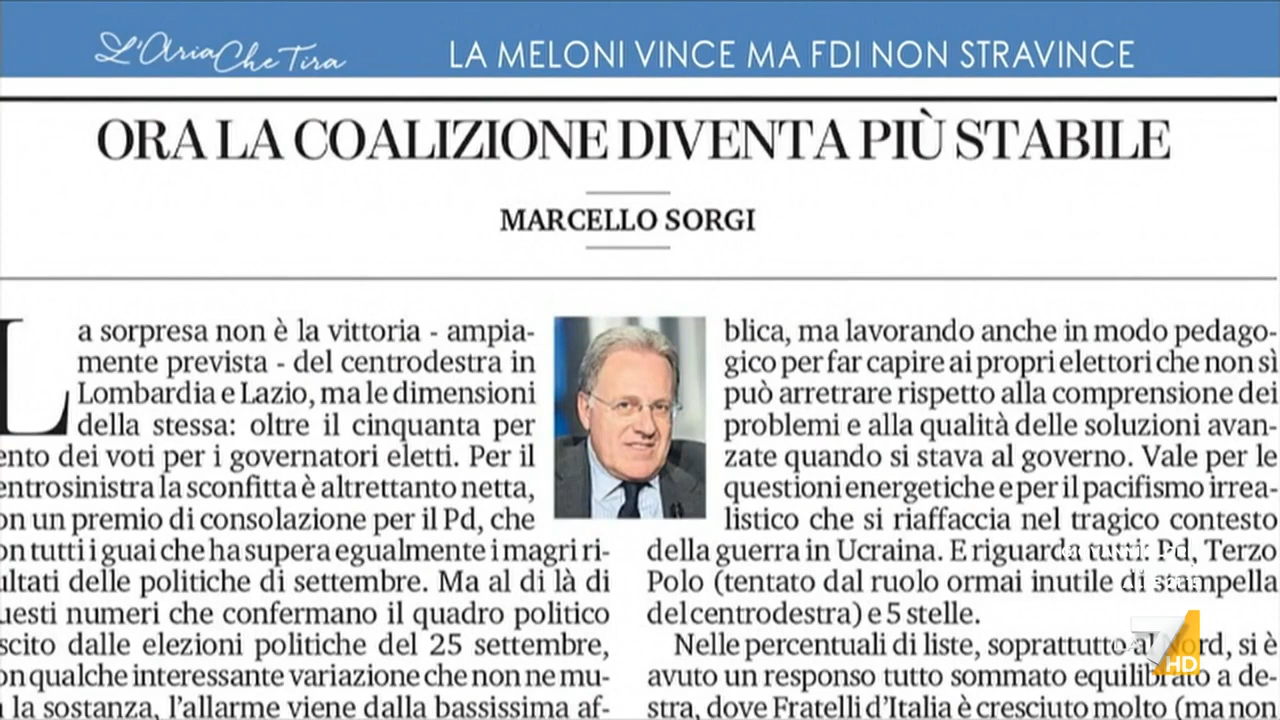 L'Aria Che Tira
LA MELONI VINCE MA FDI NON STRAVINCE
ORA LA COALIZIONE DIVENTA PIÙ STABILE
MARCELLO SORGI
La sorpresa non è la vittoria - ampia-
mente prevista - del centrodestra in
Lombardia e Lazio, ma le dimensioni
della stessa: oltre il cinquanta per
ento dei voti per i governatori eletti. Per il
entrosinistra la sconfitta è altrettanto netta,
on un premio di consolazione per il Pd, che
on tutti i guai che ha supera egualmente i magri ri-
ultati delle politiche di settembre. Ma al di là di
uesti numeri che confermano il quadro politico
scito dalle elezioni politiche del 25 settembre,
on qualche interessante variazione che non ne mu-
a la sostanza, l'allarme viene dalla bassissima af-
blica, ma lavorando anche in modo pedago-
gico per far capire ai propri elettori che non sì
può arretrare rispetto alla comprensione dei
problemi e alla qualità delle soluzioni avan-
zate quando si stava al governo. Vale per le
questioni energetiche e per il pacifismo irrea-
listico che si riaffaccia nel tragico contesto
della guerra in Ucraina. E riguarda tutti: Pd, Terzo
Polo (tentato dal ruolo ormai inutile di stampella
del centrodestra) e 5 stelle.
Nelle percentuali di liste, soprattutto al Nord, si è
avuto un responso tutto sommato equilibrato a de-
stra, dove Fratelli d'Italia è cresciuto molto (ma non
LA 7
HD